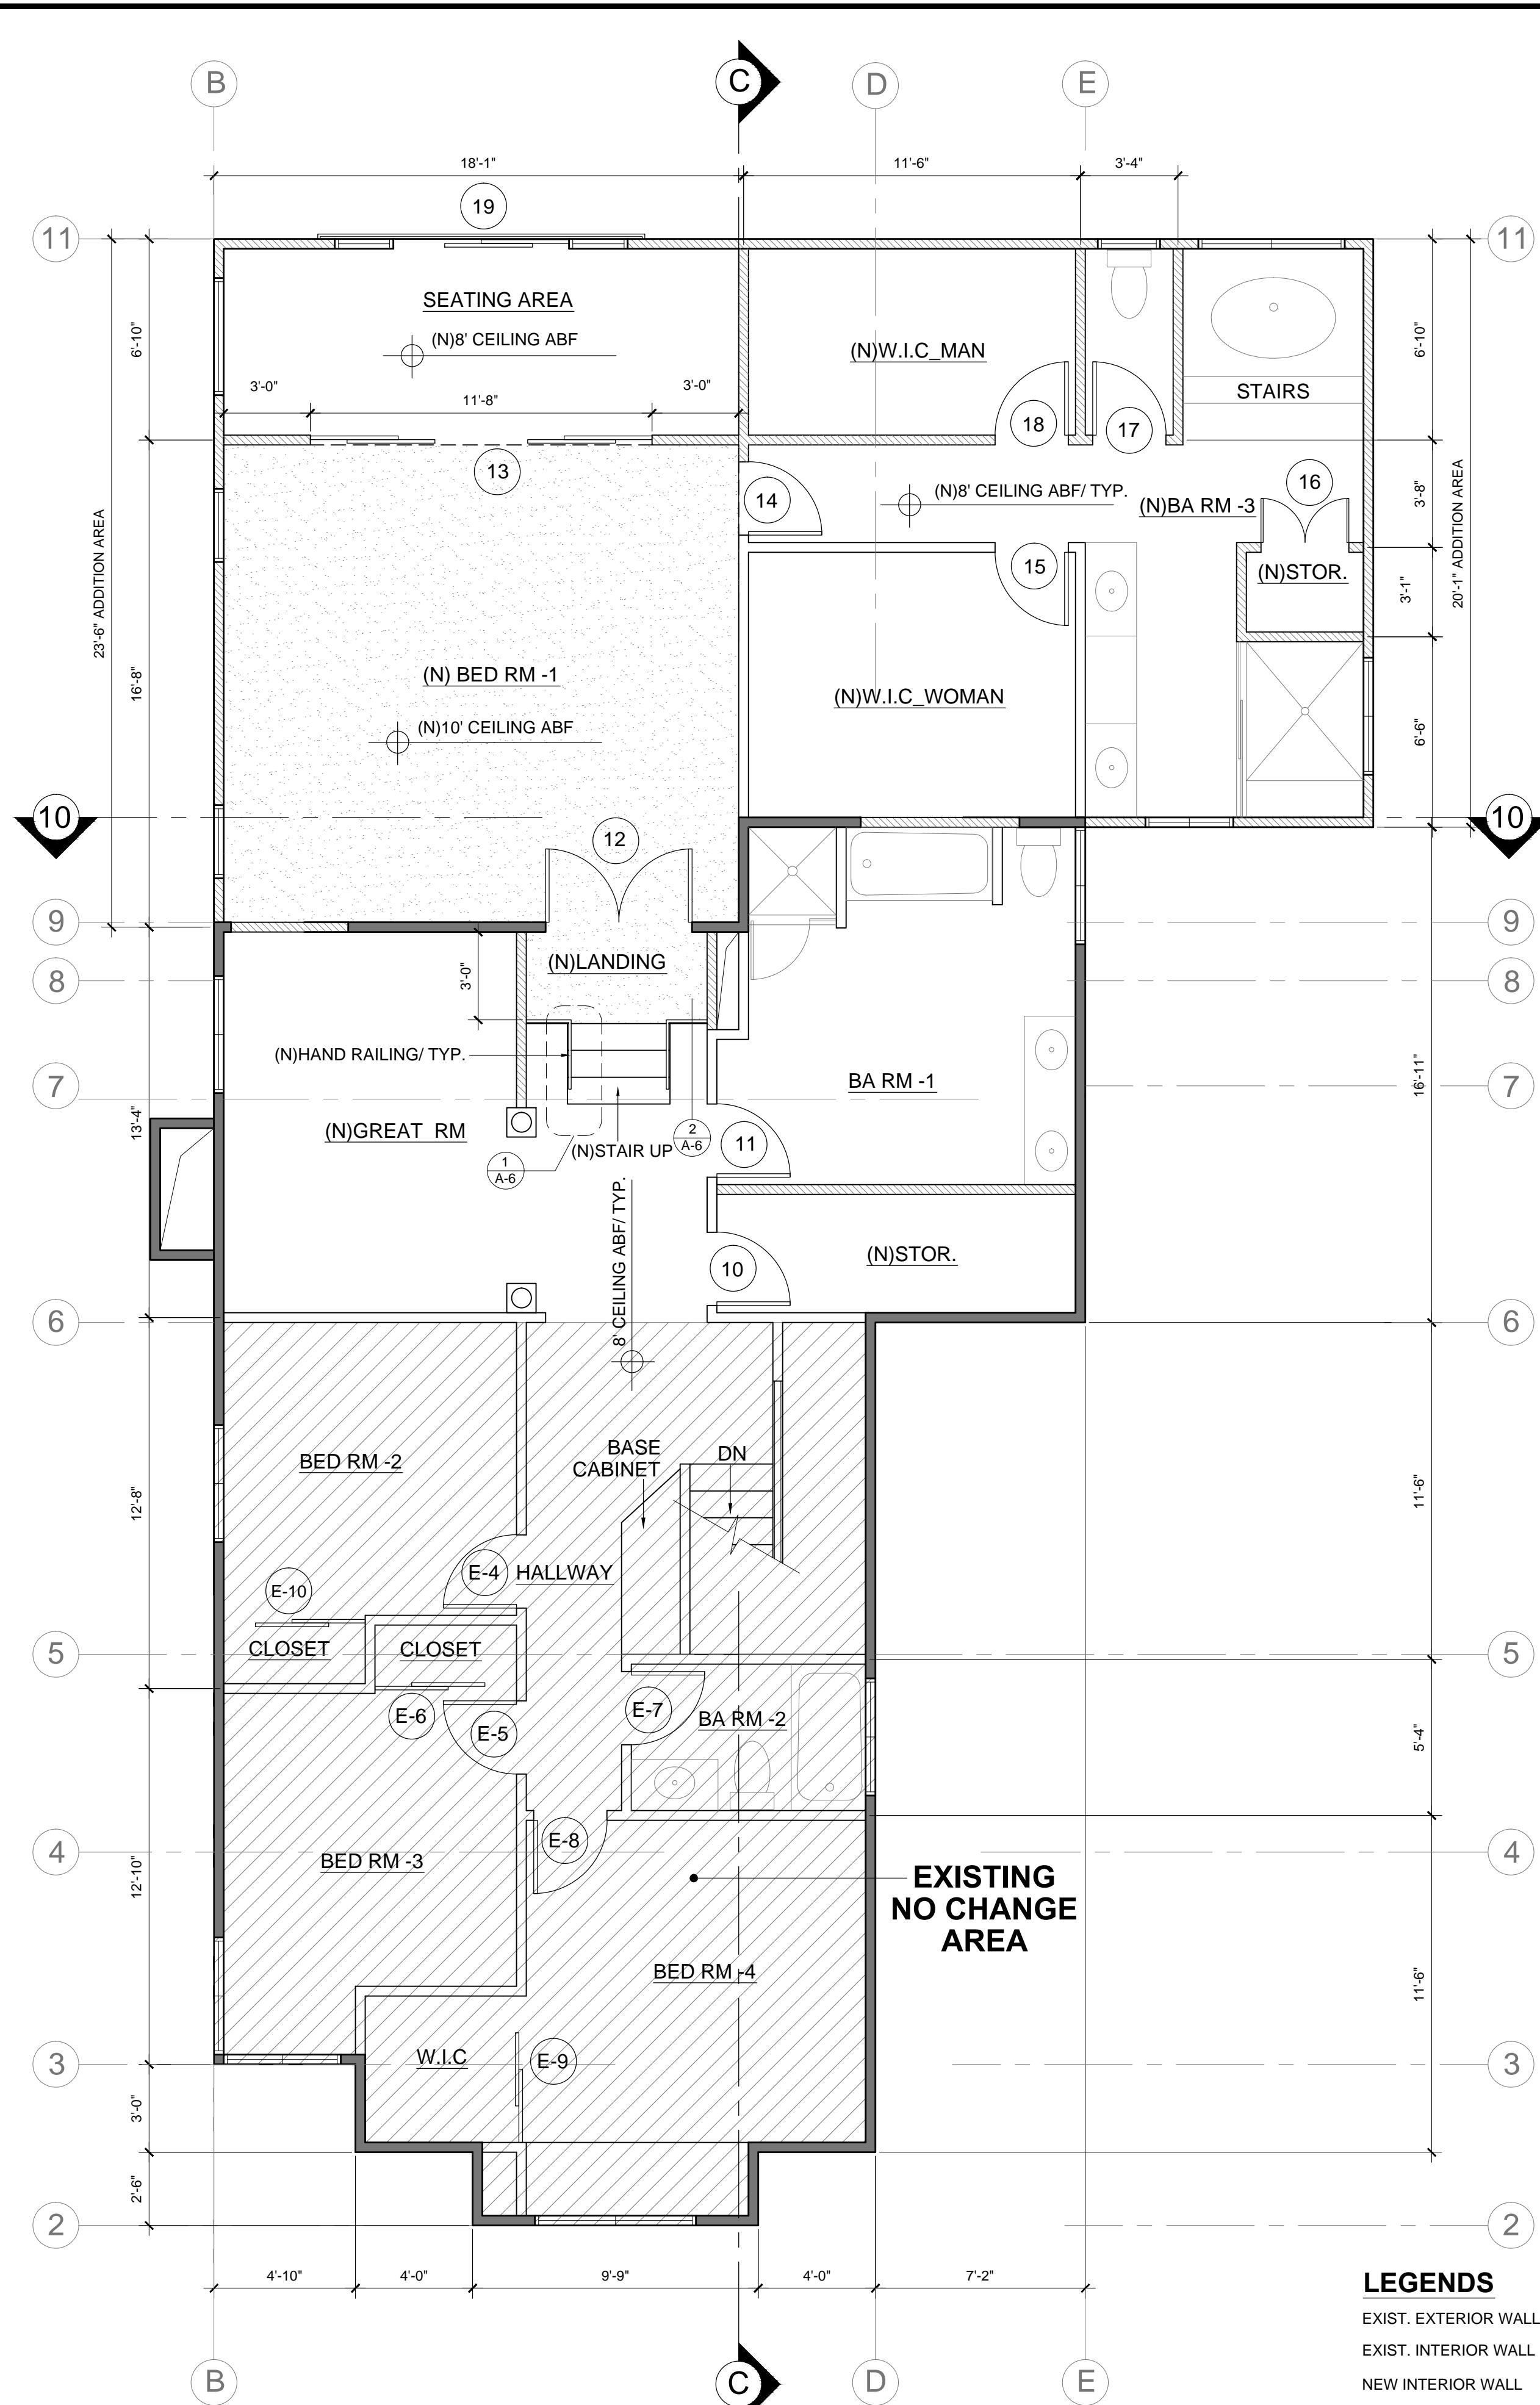 B
C
D
E
18'-1"
11'-6"
3'-4"
19
11
11
SEATING AREA
(N)8' CEILING ABF
6'-10"
3'-0"
11'-8"
3'-0"
(N)W.I.C_MAN
STAIRS
6'-10"
18
17
13
14
(N)8' CEILING ABF/ TYP.
(N)BA RM -3
16
3'-8"
23'-6" ADDITION AREA
20'-1" ADDITION AREA
15
(N)STOR.
3'-1"
16'-8"
(N) BED RM -1
(N)W.I.C_WOMAN
(N)10' CEILING ABF
6'-6"
10
12
10
9
9
(N)LANDING
8
3'-0"
8
(N)HAND RAILING/ TYP.
BA RM -1
7
7
16'-11"
13'-4"
(N)GREAT RM
1
A-6
(N)STAIR UP
2
A-6
11
8' CEILING ABF/ TYP.
10
(N)STOR.
6
6
BED RM -2
BASE
CABINET
DN
12'-8"
11'-6"
E-4
HALLWAY
E-10
CLOSET
CLOSET
5
5
E-6
E-5
E-7
BA RM -2
5'-4"
E-8
4
4
BED RM -3
12'-10"
EXISTING
NO CHANGE
AREA
BED RM -4
11'-6"
W.I.C
E-9
3
3
3'-0"
2'-6"
2
2
4'-10"
4'-0"
9'-9"
4'-0"
7'-2"
LEGENDS
EXIST. EXTERIOR WALL
EXIST. INTERIOR WALL
NEW INTERIOR WALL
B
C
D
E